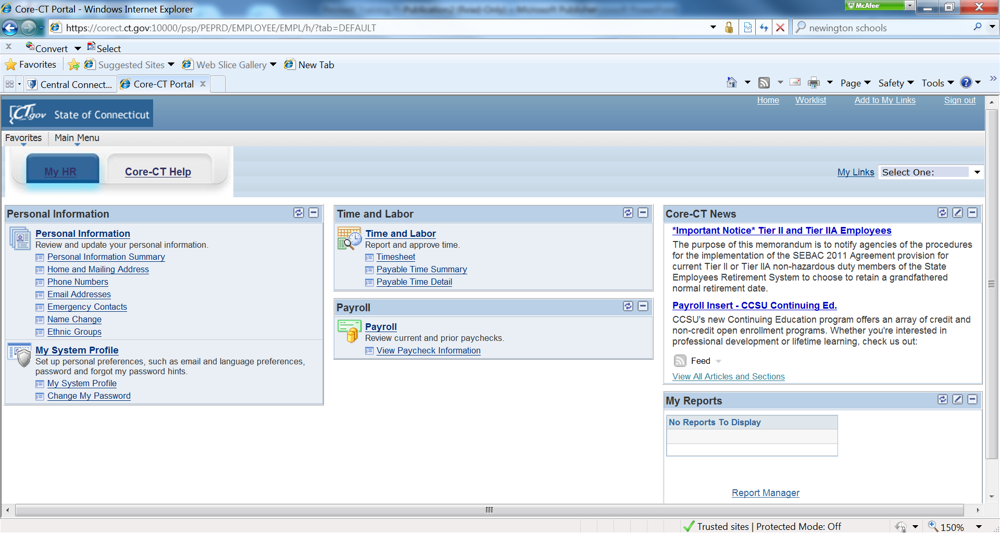 Core-CT Portal - Windows Internet Explorer
McAfee
https://corect.ct.gov:10000/psp/PEPRD/EMPLOYEE/EMPL/h/?tab=DEFAULT
newington schools
Convert Select
Favorites Suggested Sites Web Slice Gallery New Tab
Central Connect... Core-CT Portal
Page Safety Tools
Home Worklist Add to My Links Sign out
CTgov State of Connecticut
Favorites Main Menu
My HR Core-CT Help
My Links Select One:
Personal Information
Personal Information
Review and update your personal information.
Personal Information Summary
Home and Mailing Address
Phone Numbers
Email Addresses
Emergency Contacts
Name Change
Ethnic Groups
My System Profile
Set up personal preferences, such as email and language preferences,
password and forgot my password hints.
My System Profile
Change My Password
Time and Labor
Time and Labor
Report and approve time.
Timesheet
Payable Time Summary
Payable Time Detail
Payroll
Payroll
Review current and prior paychecks.
View Paycheck Information
Core-CT News
*Important Notice* Tier II and Tier IIA Employees
The purpose of this memorandum is to notify agencies of the procedures
for the implementation of the SEBAC 2011 Agreement provision for
current Tier II or Tier IIA non-hazardous duty members of the State
Employees Retirement System to choose to retain a grandfathered
normal retirement date.
Payroll Insert - CCSU Continuing Ed.
CCSU's new Continuing Education program offers an array of credit and
non-credit open enrollment programs. Whether you're interested in
professional development or lifetime learning, check us out:
Feed
View All Articles and Sections
My Reports
No Reports To Display
Report Manager
Trusted sites | Protected Mode: Off
150%